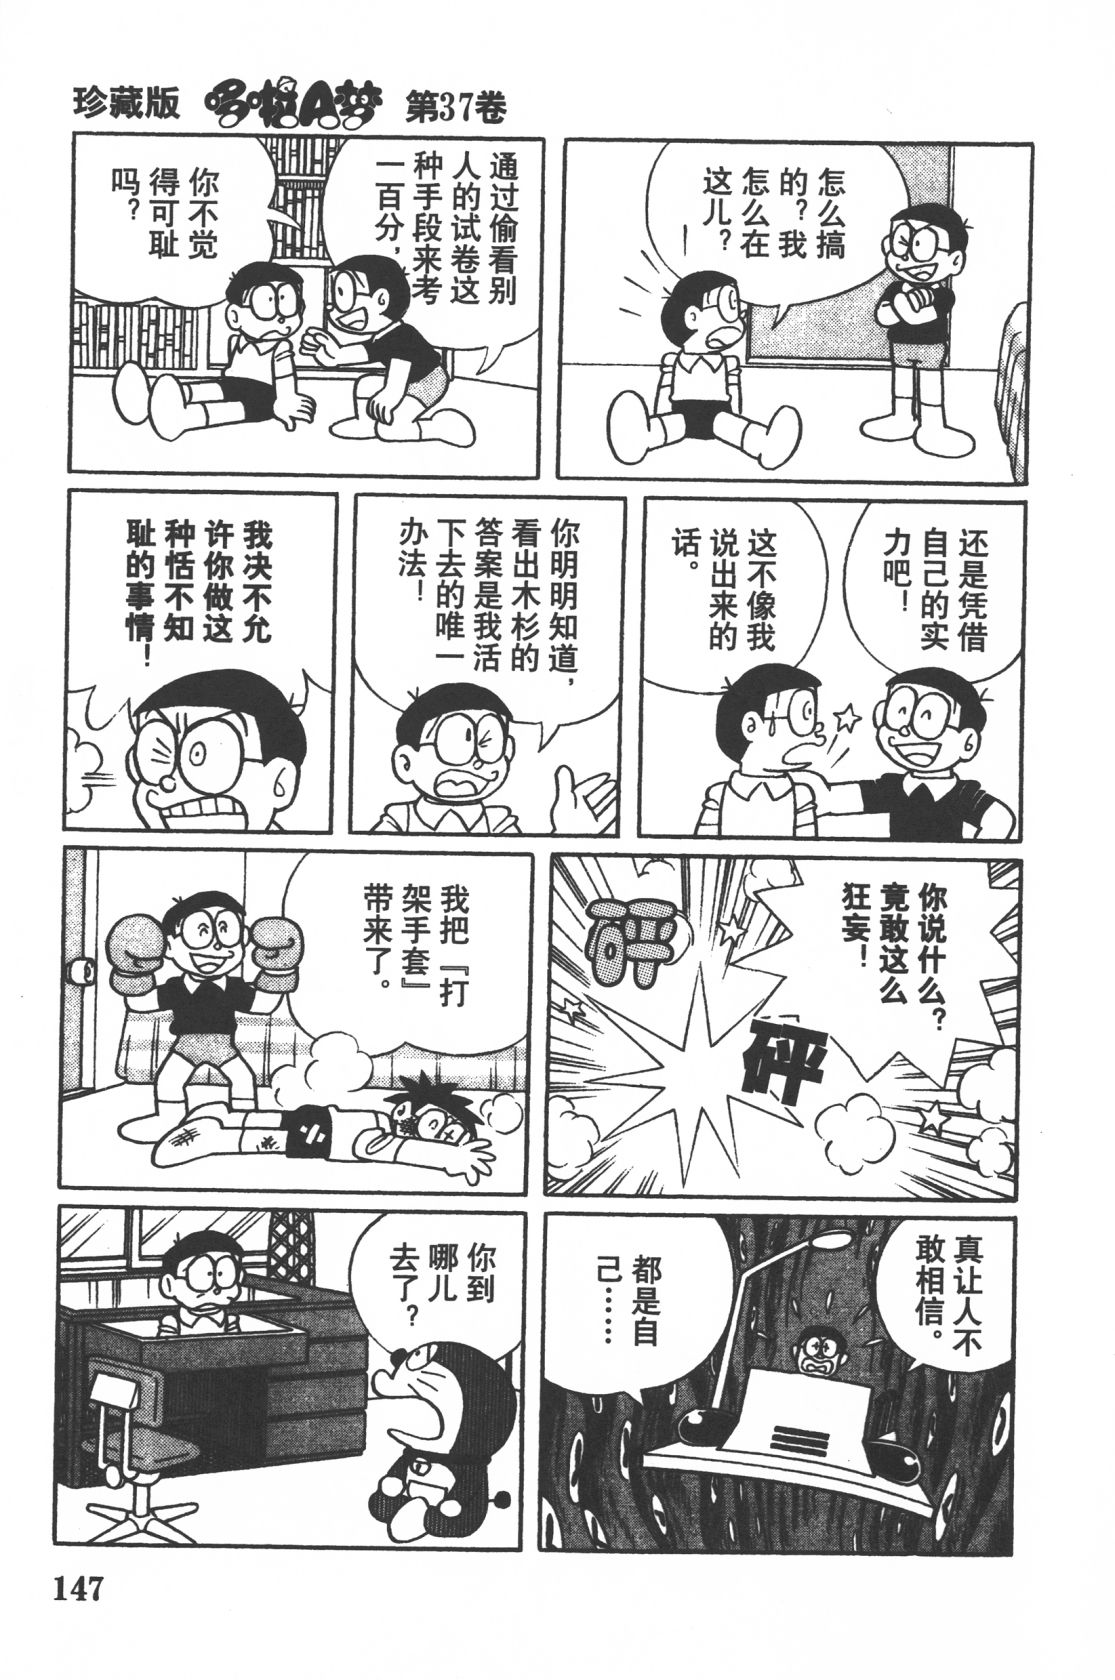 珍藏版 哆啦A梦 第37卷
怎么搞
的？我
怎么在
这儿？
通过偷看别
人的试卷这
种手段来考
一百分，
你不觉
得可耻
吗？
还是凭借
自己的实
力吧！
这不像我
说出来的
话。
你明明知道，
看出木杉的
答案是我活
下去的唯一
办法！
我决不允
许你做这
种恬不知
耻的事情！
你说什么？
竟敢这么
狂妄！
砰
砰
我把『打
架手套』
带来了。
真让人不
敢相信。
都是自
己……
你到
哪儿
去了？
147